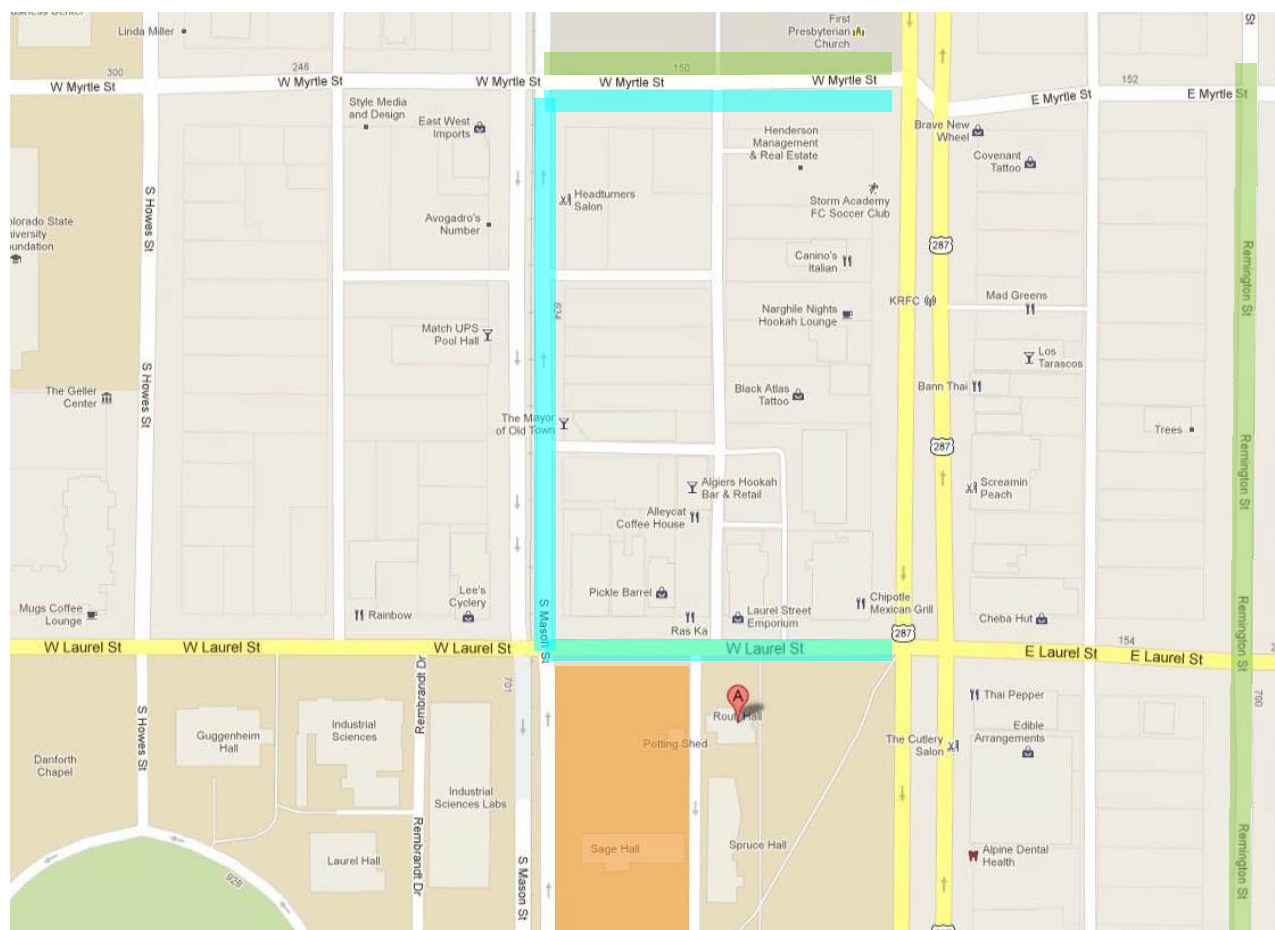 Linda Miller
First
Presbyterian
Church
St
300
248
150
152
W Myrtle St
W Myrtle St
W Myrtle St
W Myrtle St
W Myrtle St
E Myrtle St
E Myrtle St
Style Media
and Design
East West
Imports
Henderson
Management
& Real Estate
Brave New
Wheel
Covenant
Tattoo
S Howes St
Headturners
Salon
Storm Academy
FC Soccer Club
Avogadro's
Number
287
Canino's
Italian
Remington St
KRFC
Mad Greens
Narghile Nights
Hookah Lounge
634
Match UPS
Pool Hall
Los
Tarascos
S Howes St
The Geller
Center
Black Atlas
Tattoo
Bann Thai
The Mayor
of Old Town
Trees
287
Remington St
Algiers Hookah
Bar & Retail
Screamin
Peach
Alleycat
Coffee House
Mugs Coffee
Lounge
Rainbow
Lee's
Cyclery
Pickle Barrel
Ras Ka
Laurel Street
Emporium
Chipotle
Mexican Grill
Cheba Hut
287
S Mason St
Remington St
W Laurel St
W Laurel St
W Laurel St
W Laurel St
154
E Laurel St
E Laurel St
Rembrandt Dr
701
700
Thai Pepper
S Howes St
Guggenheim
Hall
Industrial
Sciences
A
Routt Hall
Potting Shed
The Cutlery
Salon
Edible
Arrangements
Danforth
Chapel
Industrial
Sciences Labs
Laurel Hall
Rembrandt Dr
Sage Hall
Spruce Hall
Alpine Dental
Health
Remington St
928
S Mason St